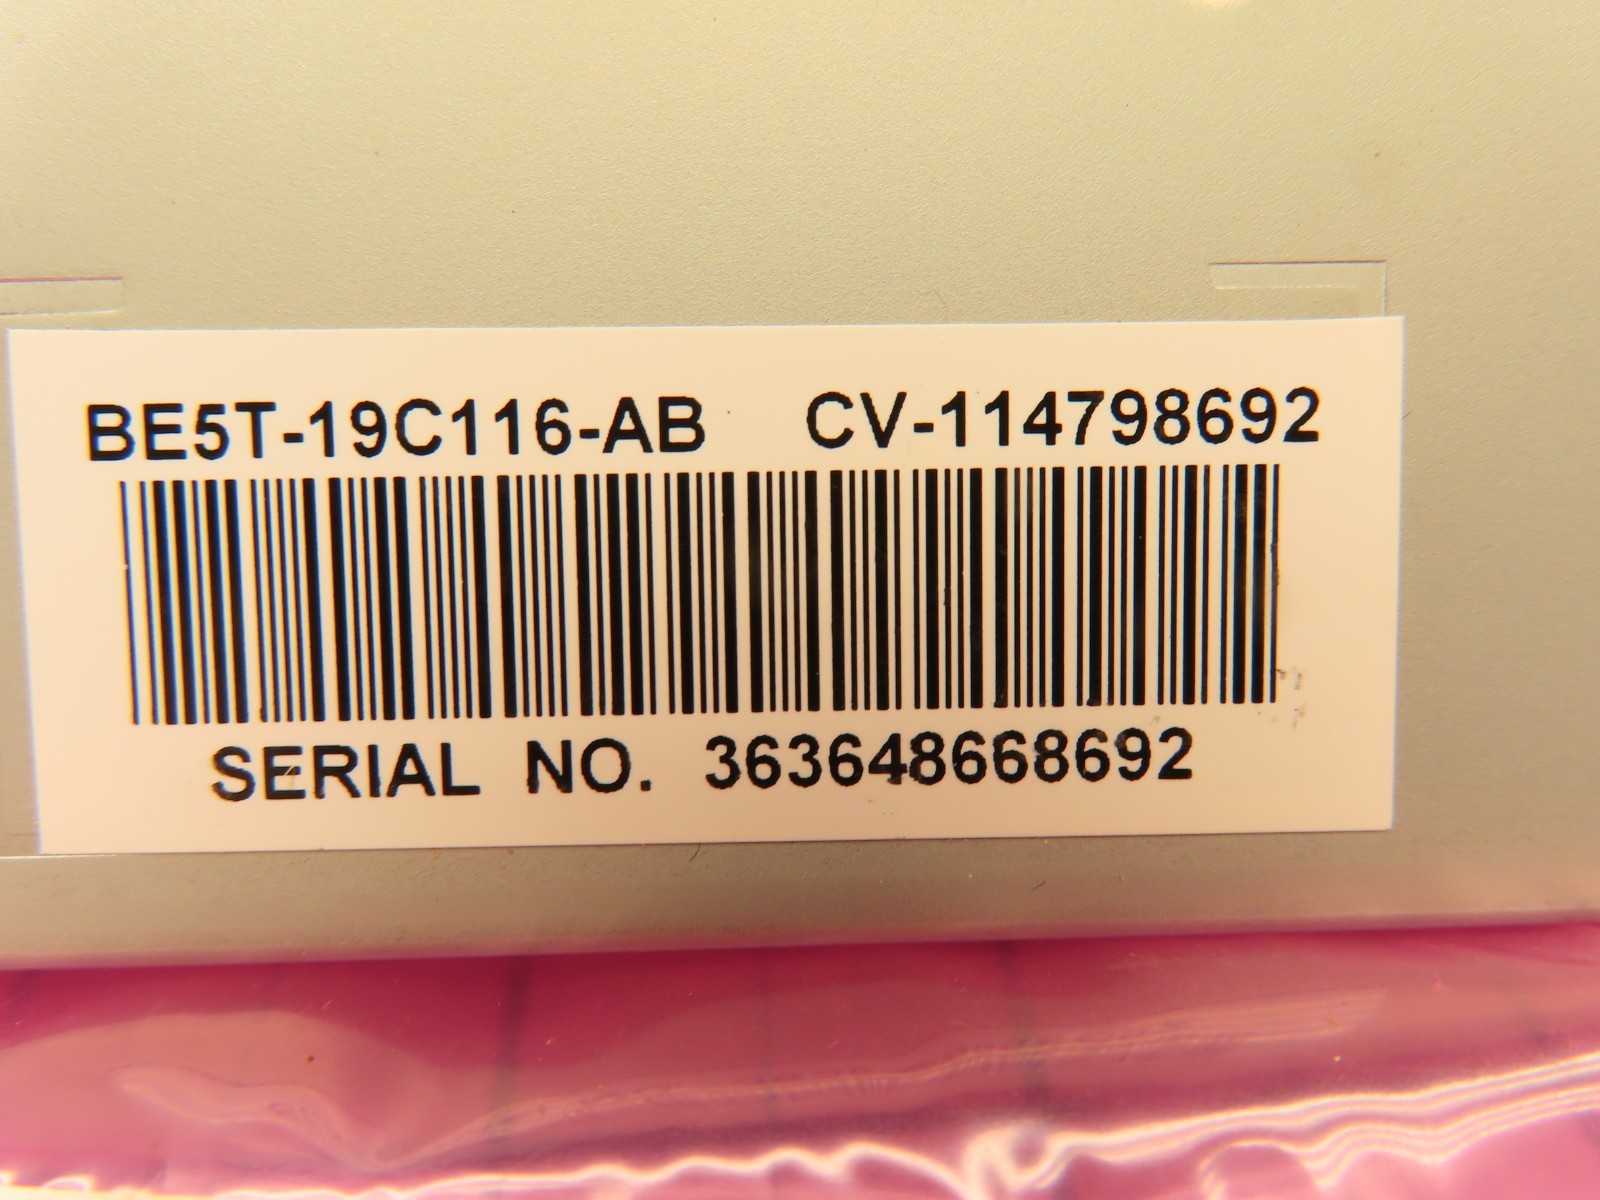 BE5T-19C116-AB CV-114798692
SERIAL NO. 363648668692